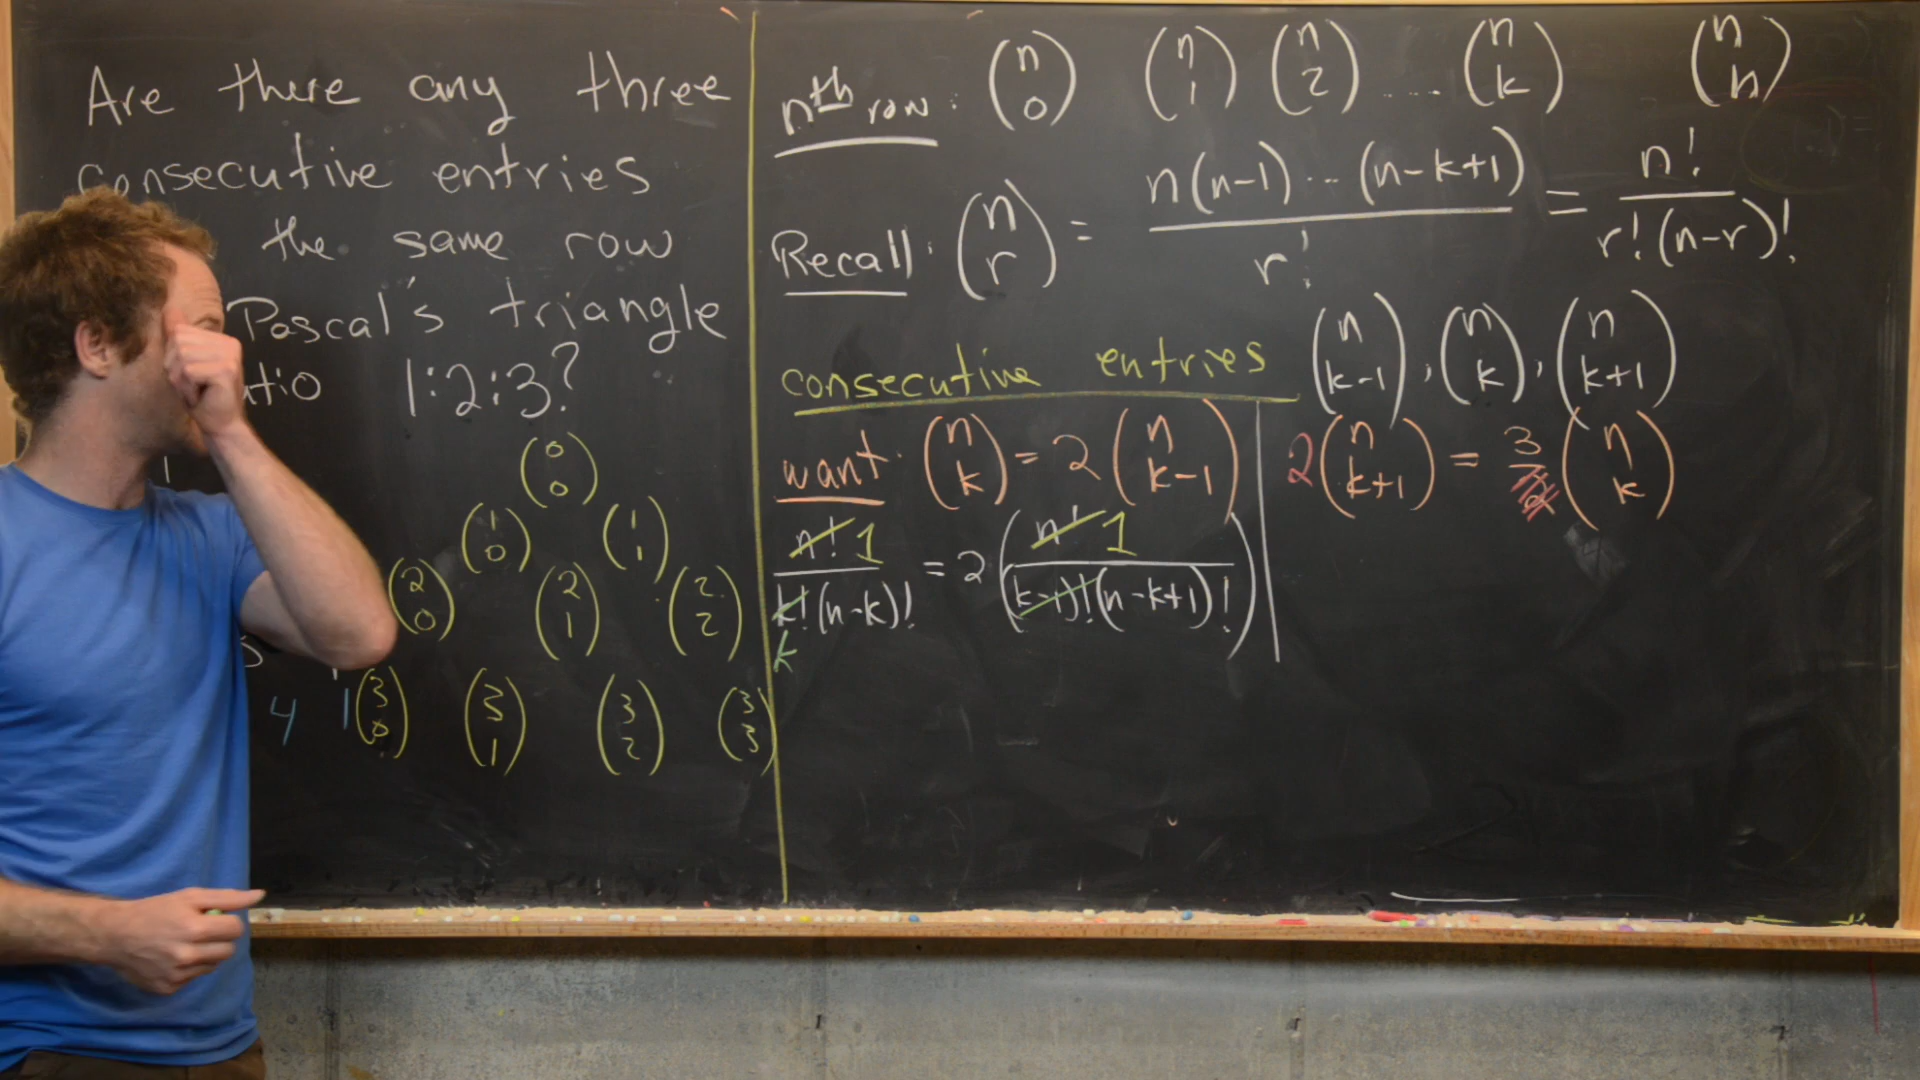 Are there any three
consecutive entries
the same row
Pascal's triangle
1:2:3?
(0 0)
(1 0) (1 1)
(2 0) (2 1) (2 2)
4 1 (3 0) (3 1) (3 2) (3 3)
nth row: (n 0) (n 1) (n 2) .... (n k) (n n)
Recall: (n r) = n(n-1)...(n-k+1) / r! = n! / r!(n-r)!
consecutive entries (n k-1), (n k), (n k+1)
want: (n k) = 2 (n k-1) | 2 (n k+1) = 3 (n k)
n! 1 / k!(n-k)! = 2 (n! 1 / (k-1)!(n-k+1)!)
k